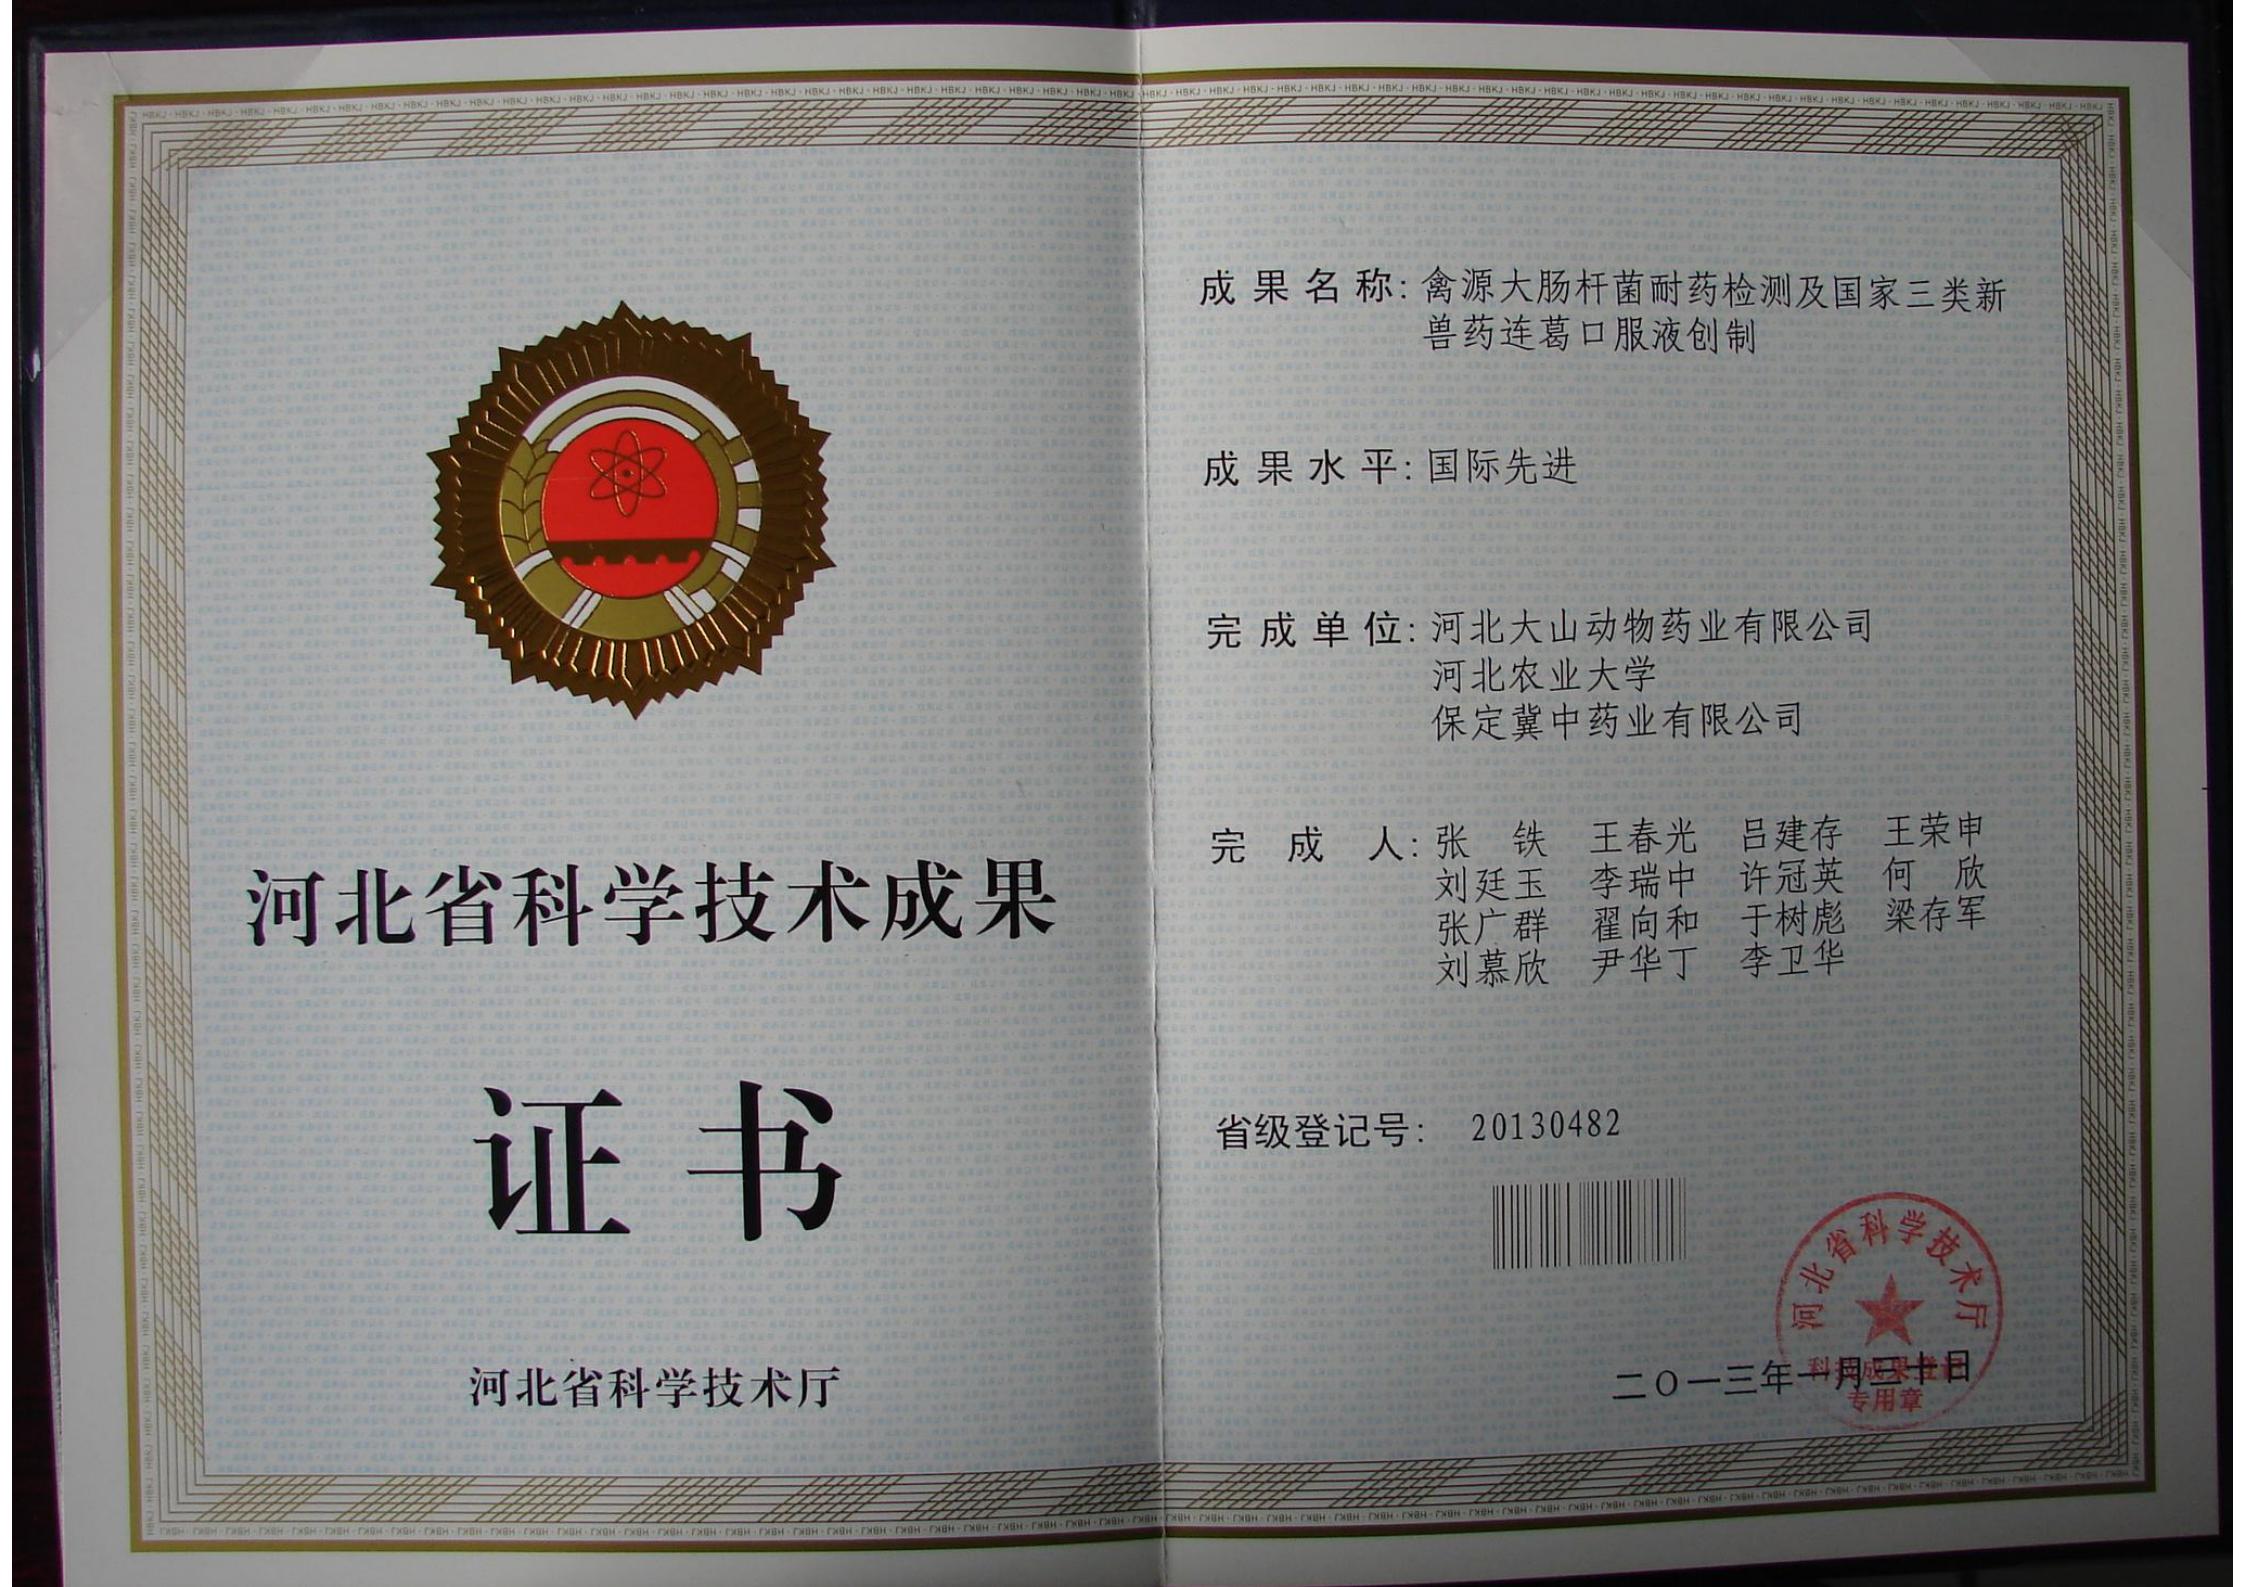 河北省科学技术成果
证书
河北省科学技术厅
成果名称:禽源大肠杆菌耐药检测及国家三类新
兽药连葛口服液创制
成果水平:国际先进
完成单位:河北大山动物药业有限公司
河北农业大学
保定冀中药业有限公司
完成人:张铁 王春光 吕建存 王荣申
刘廷玉 李瑞中 许冠英 何欣
张广群 翟向和 于树彪 梁存军
刘慕欣 尹华丁 李卫华
省级登记号: 20130482
河北省科学技术厅
二〇一三年一月三十日
专用章